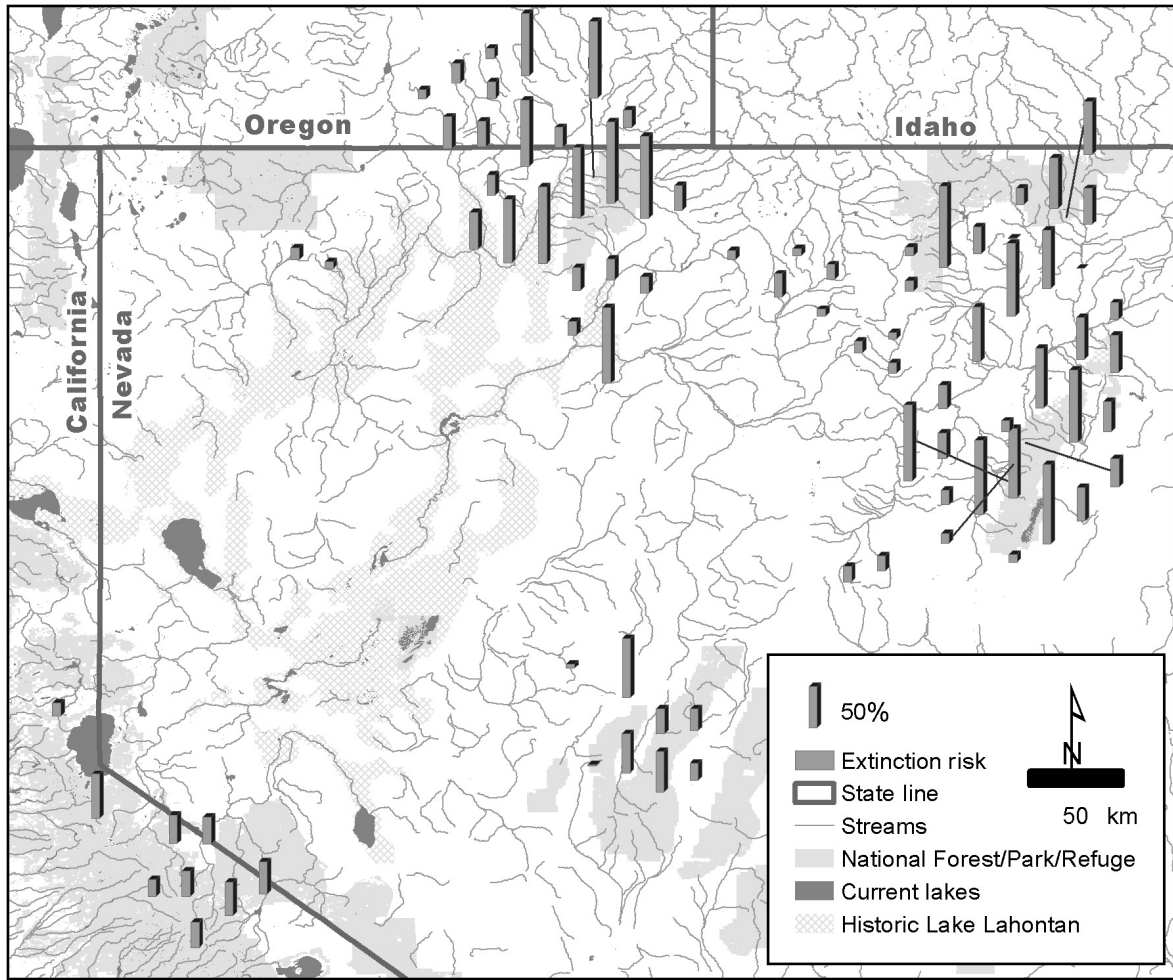 Oregon
Idaho
California
Nevada
50%
Extinction risk
State line
Streams
National Forest/Park/Refuge
Current lakes
Historic Lake Lahontan
N
50 km